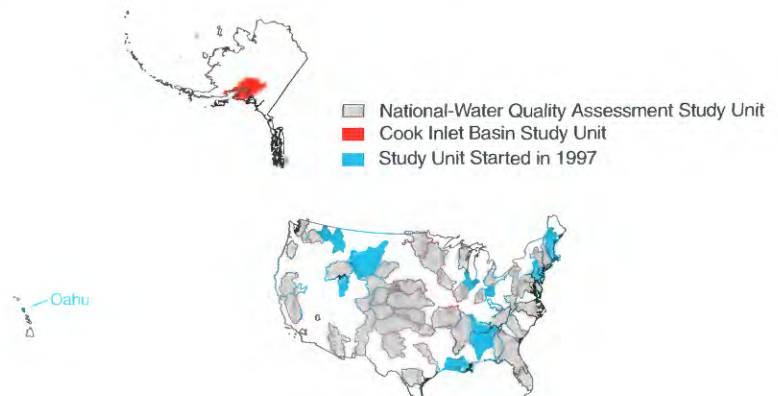 National-Water Quality Assessment Study Unit
Cook Inlet Basin Study Unit
Study Unit Started in 1997
Oahu